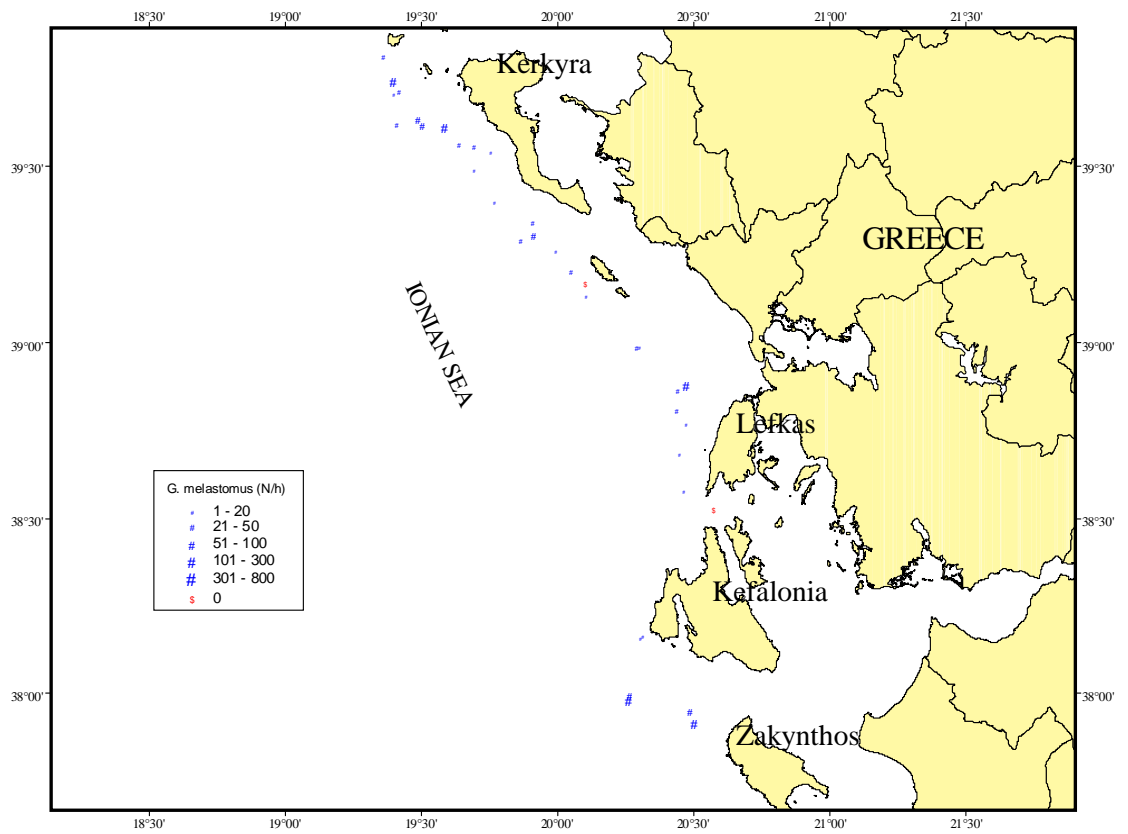 18°30' 19°00' 19°30' 20°00' 20°30' 21°00' 21°30'
Kerkyra
39°30' 39°30'
GREECE
IONIAN SEA
39°00' 39°00'
Lefkas
G. melastomus (N/h)
# 1 - 20
# 21 - 50
# 51 - 100
# 101 - 300
# 301 - 800
$ 0
38°30' 38°30'
Kefalonia
38°00' 38°00'
Zakynthos
18°30' 19°00' 19°30' 20°00' 20°30' 21°00' 21°30'